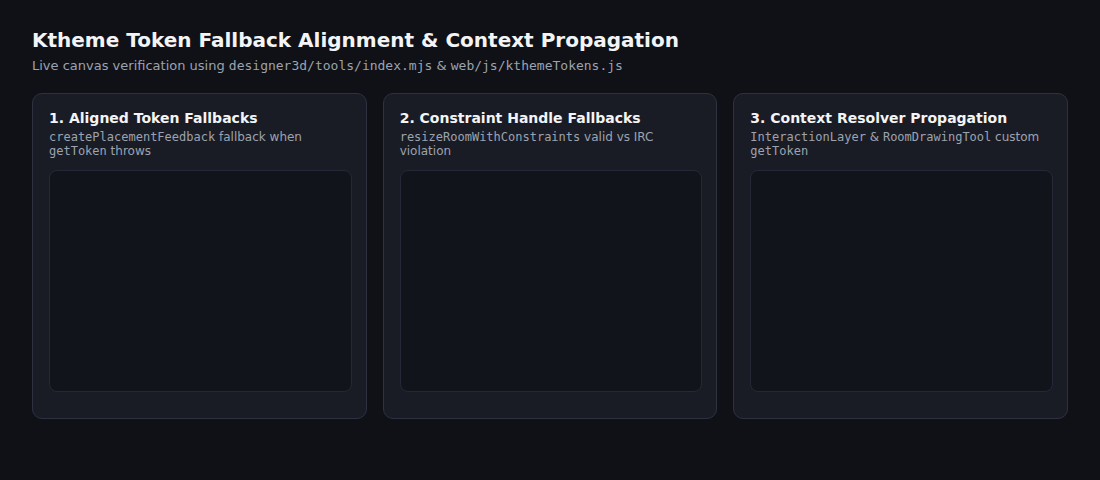 Ktheme Token Fallback Alignment & Context Propagation
Live canvas verification using designer3d/tools/index.mjs & web/js/kthemeTokens.js
1. Aligned Token Fallbacks
createPlacementFeedback fallback when
getToken throws
2. Constraint Handle Fallbacks
resizeRoomWithConstraints valid vs IRC
violation
3. Context Resolver Propagation
InteractionLayer & RoomDrawingTool custom
getToken